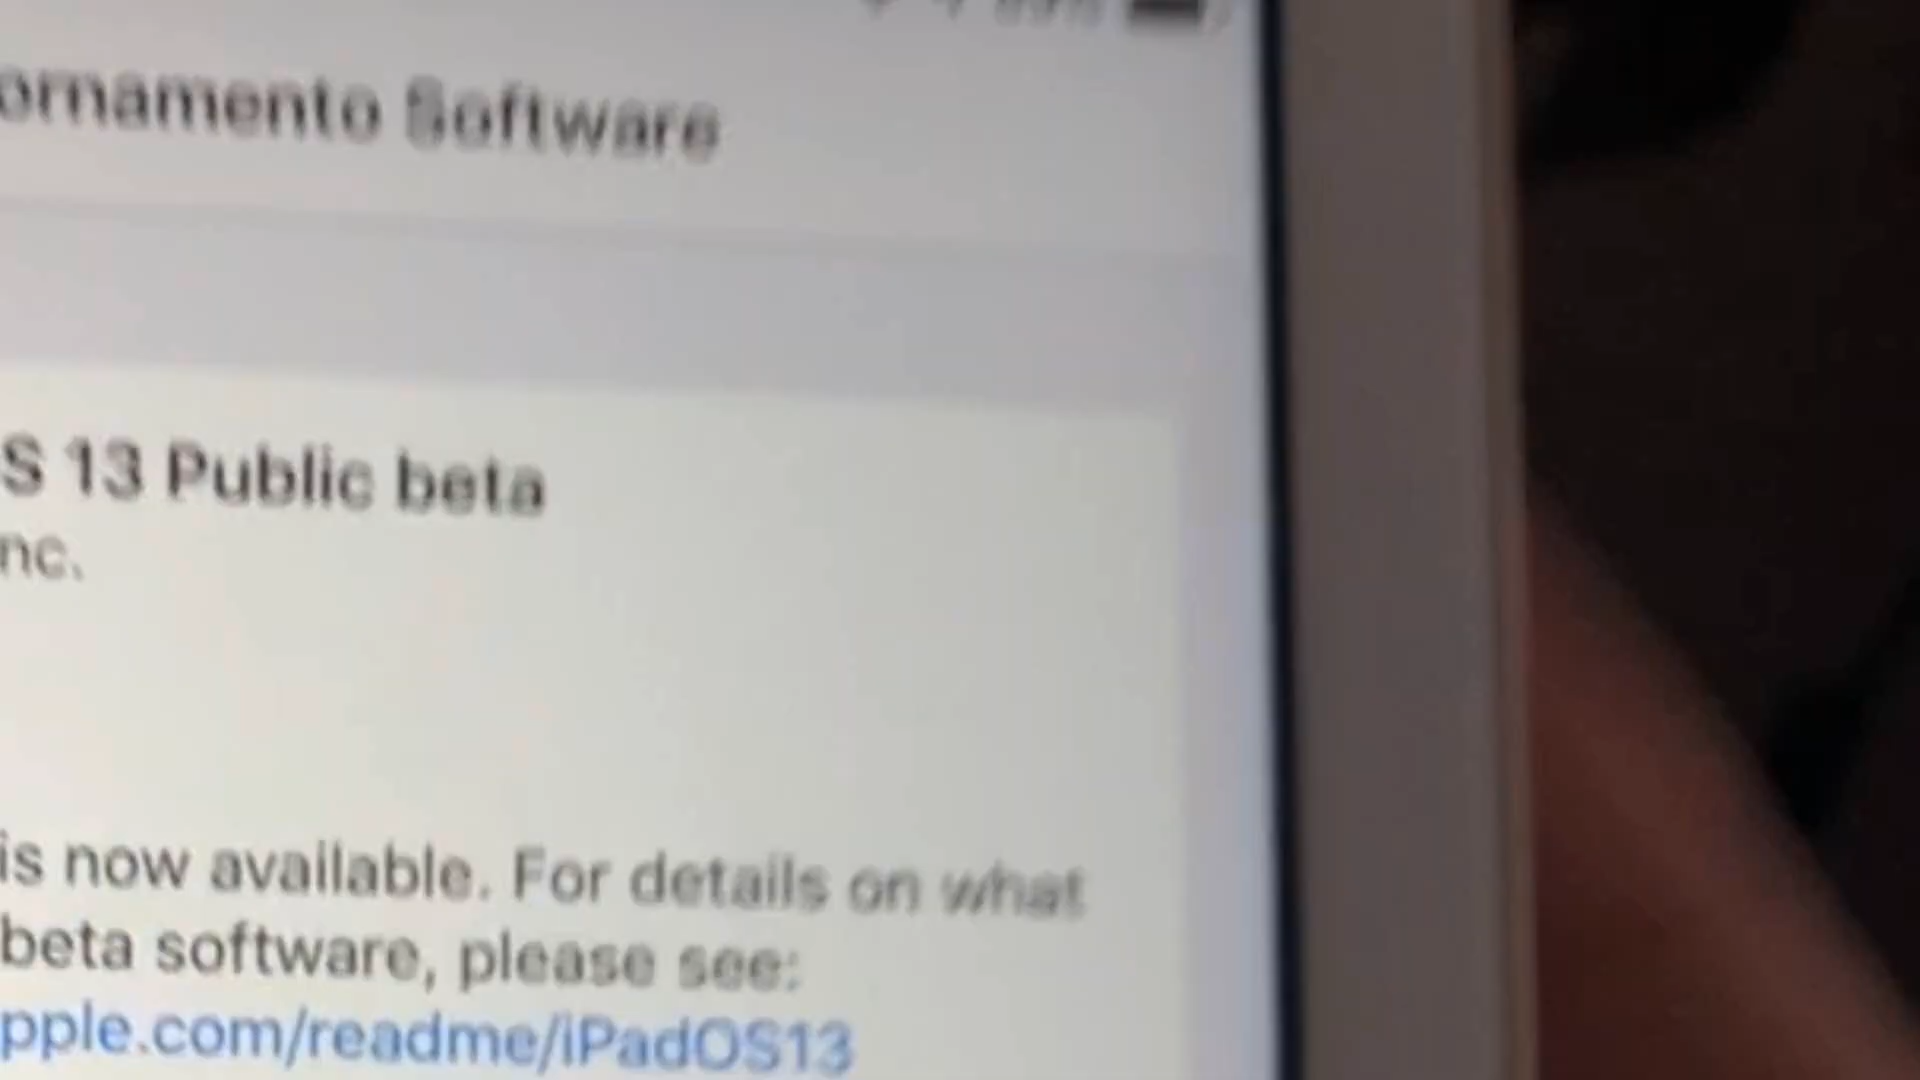 ornamento Software
S 13 Public beta
nc.
is now available. For details on what
beta software, please see:
pple.com/readme/iPadOS13